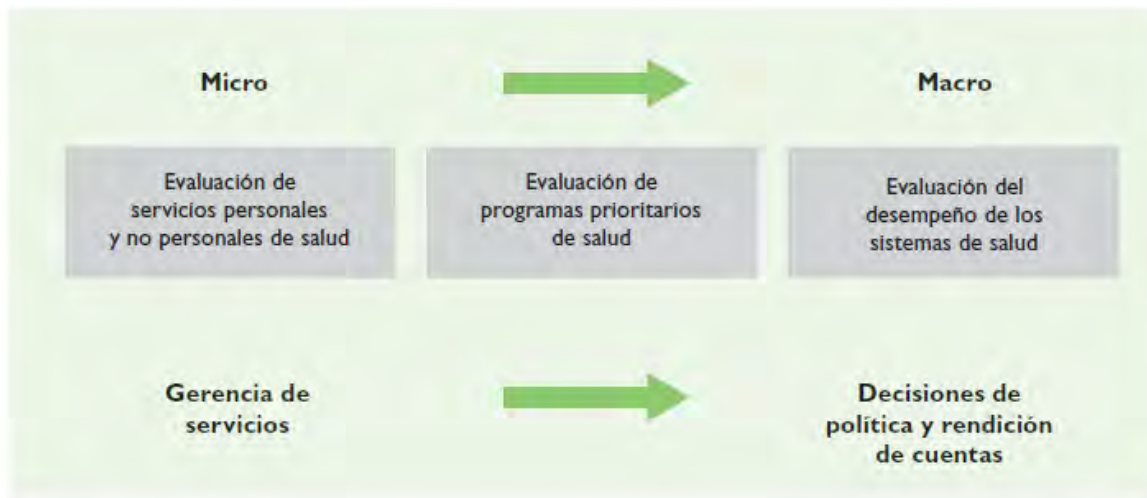 Micro
Macro
Evaluación de
servicios personales
y no personales de salud
Evaluación de
programas prioritarios
de salud
Evaluación del
desempeño de los
sistemas de salud
Gerencia de
servicios
Decisiones de
política y rendición
de cuentas